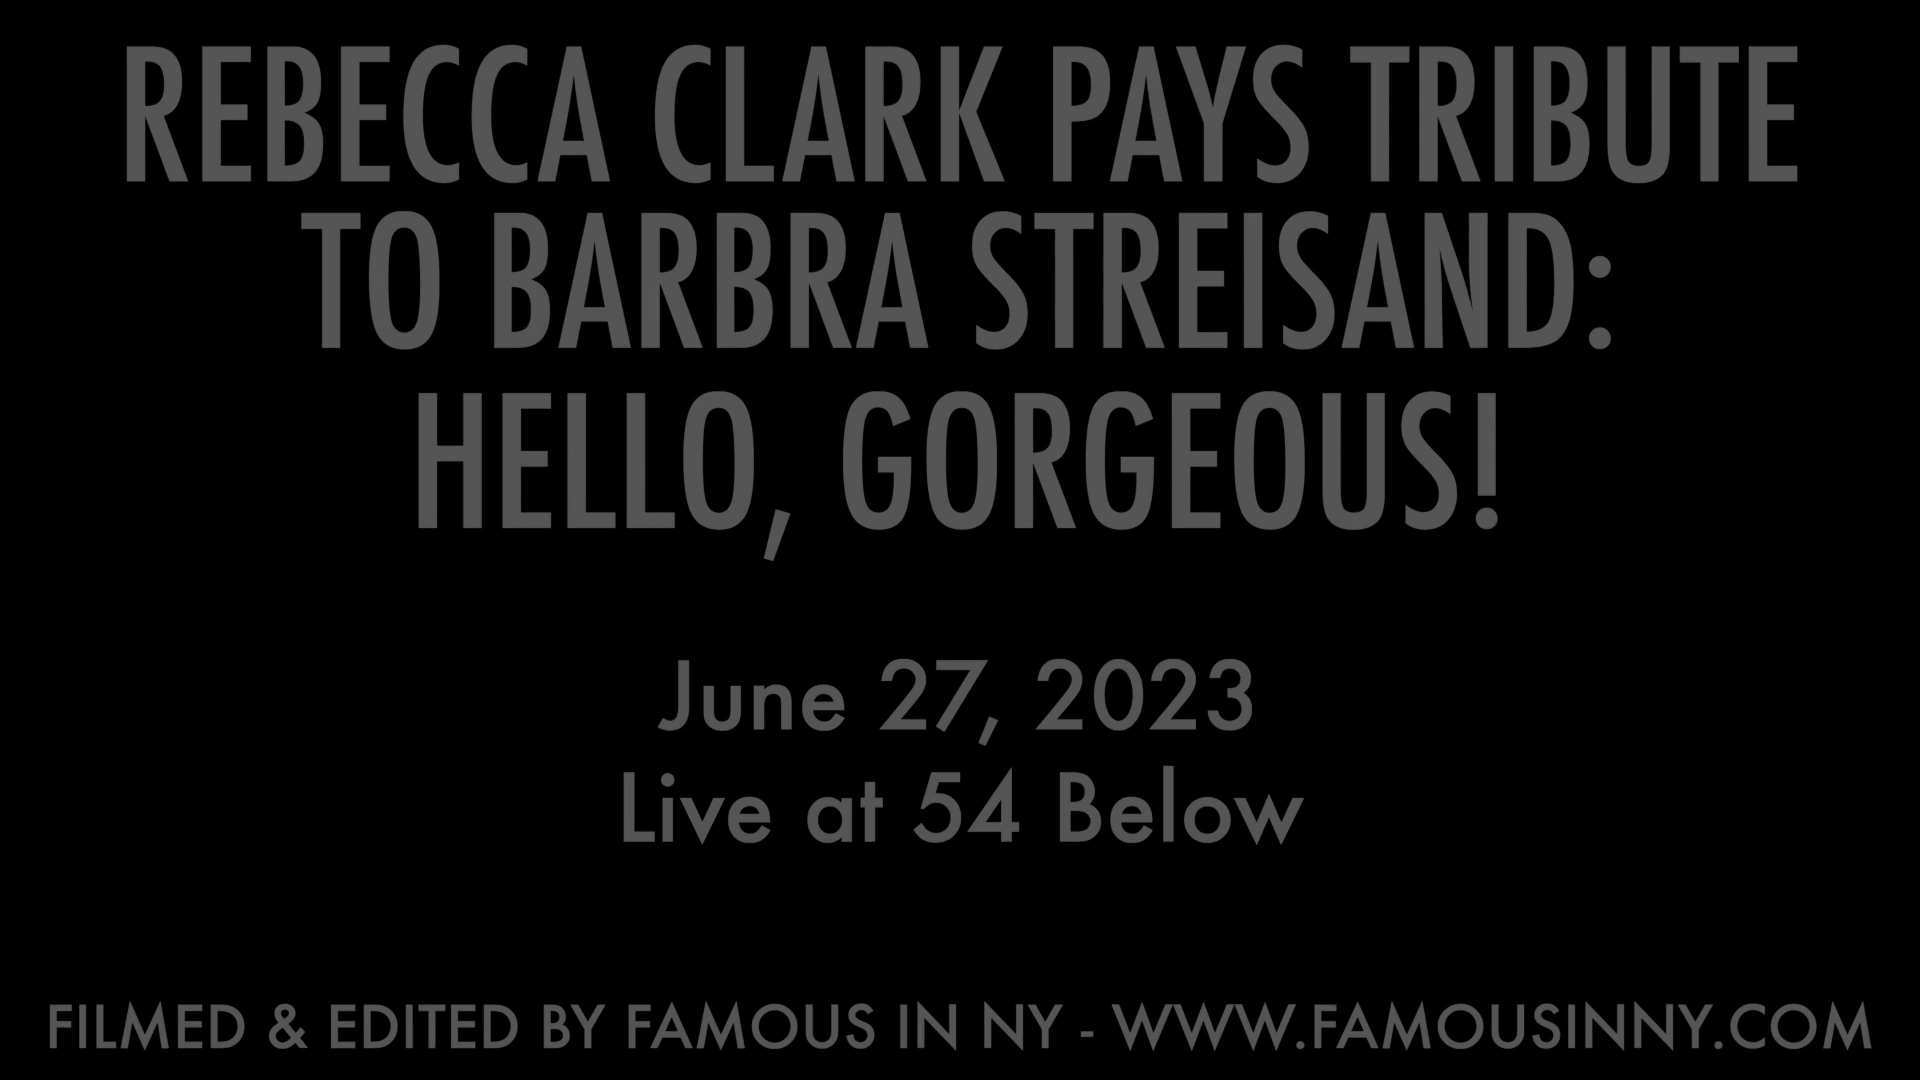 REBECCA CLARK PAYS TRIBUTE
TO BARBRA STREISAND:
HELLO, GORGEOUS!
June 27, 2023
Live at 54 Below
FILMED & EDITED BY FAMOUS IN NY - WWW.FAMOUSINNY.COM